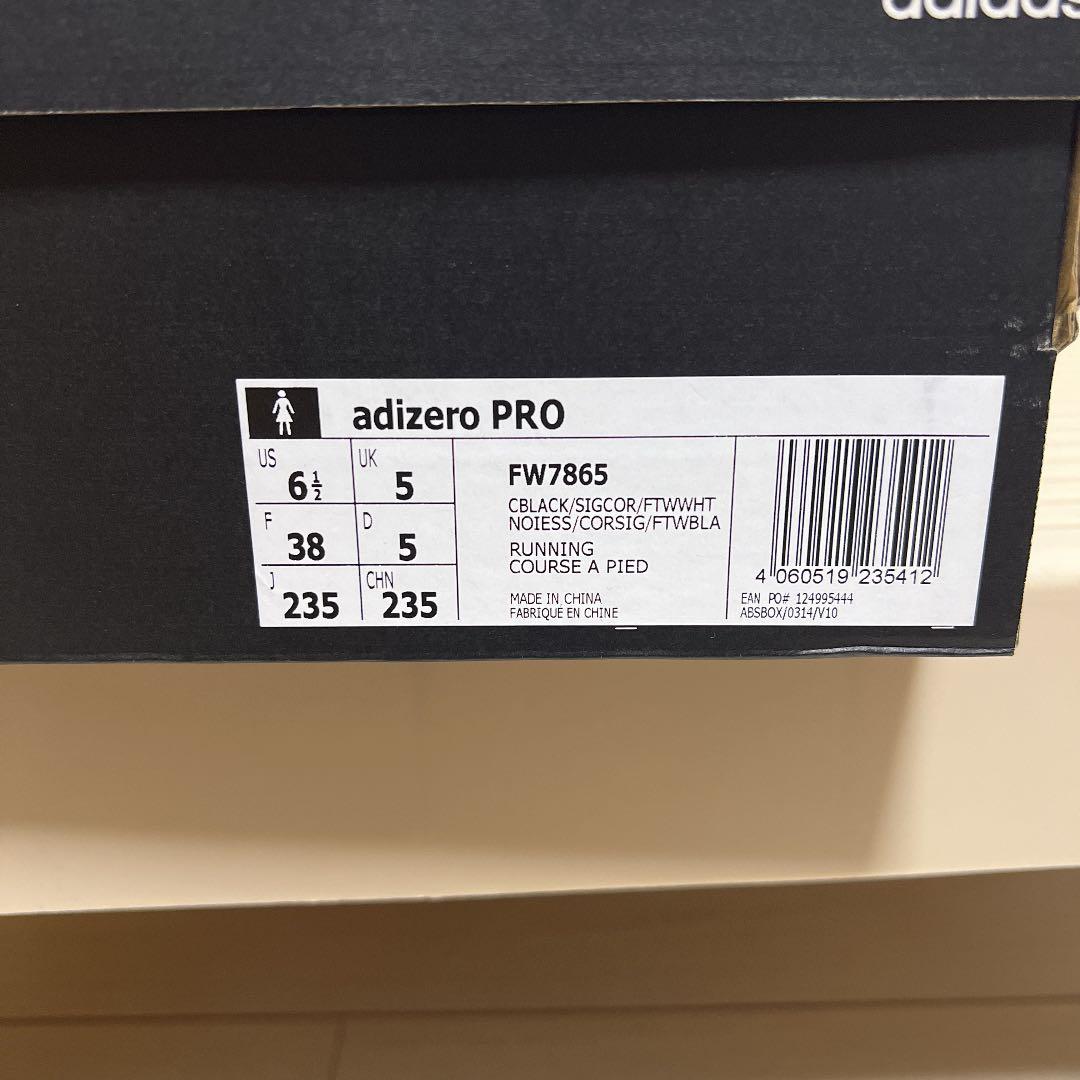 adidas
adizero PRO
US 6½ UK 5
F 38 D 5
J 235 CHN 235
FW7865
CBLACK/SIGCOR/FTWWHT
NOIESS/CORSIG/FTWBLA
RUNNING
COURSE A PIED
MADE IN CHINA
FABRIQUÉ EN CHINE
4 060519 235412
EAN PO# 124995444
ABSBOX/0314/V10